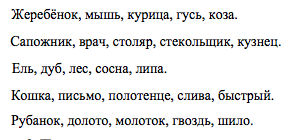 Жеребёнок, мышь, курица, гусь, коза.
Сапожник, врач, столяр, стекольщик, кузнец.
Ель, дуб, лес, сосна, липа.
Кошка, письмо, полотенце, слива, быстрый.
Рубанок, долото, молоток, гвоздь, шило.